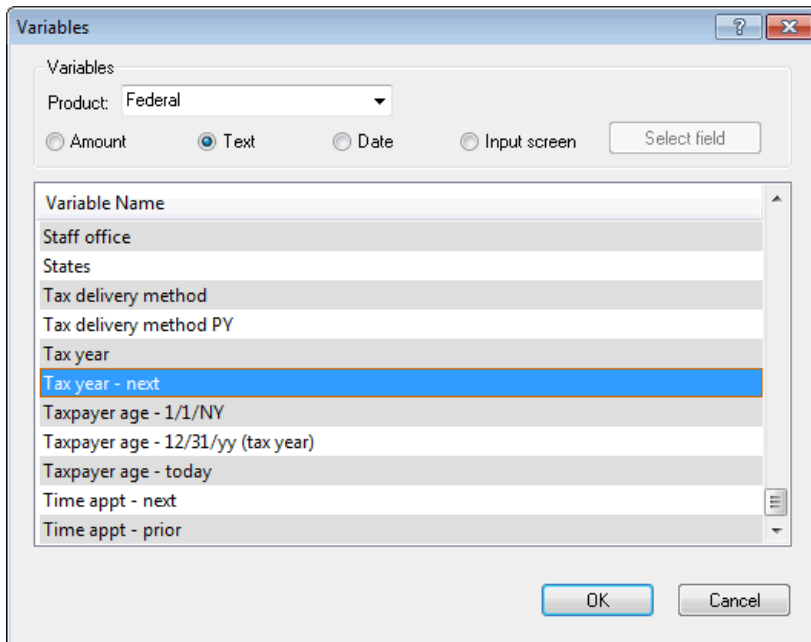 Variables
Variables
Product: Federal
Amount Text Date Input screen Select field
Variable Name
Staff office
States
Tax delivery method
Tax delivery method PY
Tax year
Tax year - next
Taxpayer age - 1/1/NY
Taxpayer age - 12/31/yy (tax year)
Taxpayer age - today
Time appt - next
Time appt - prior
OK Cancel